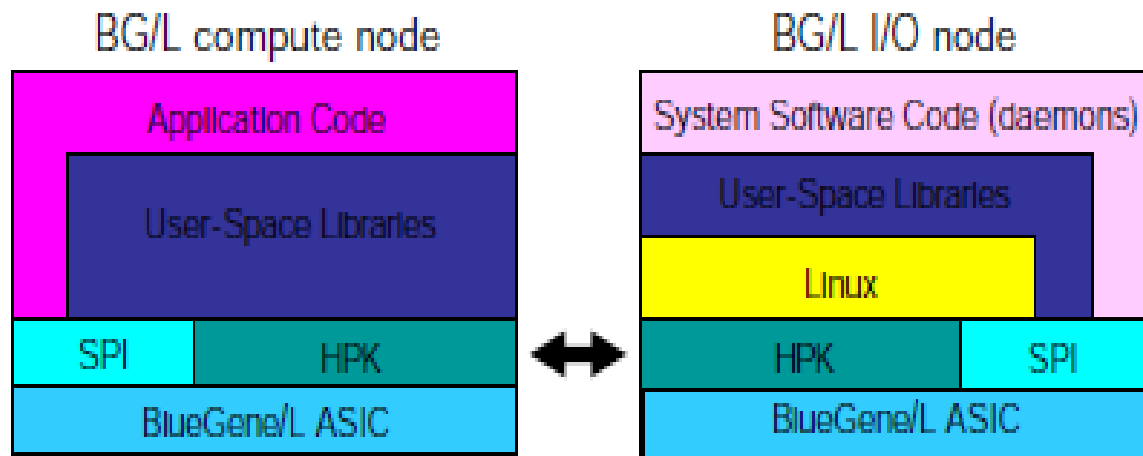 BG/L compute node
Application Code
User-Space Libraries
SPI
HPK
BlueGene/L ASIC
BG/L I/O node
System Software Code (daemons)
User-Space Libraries
Linux
HPK
SPI
BlueGene/L ASIC